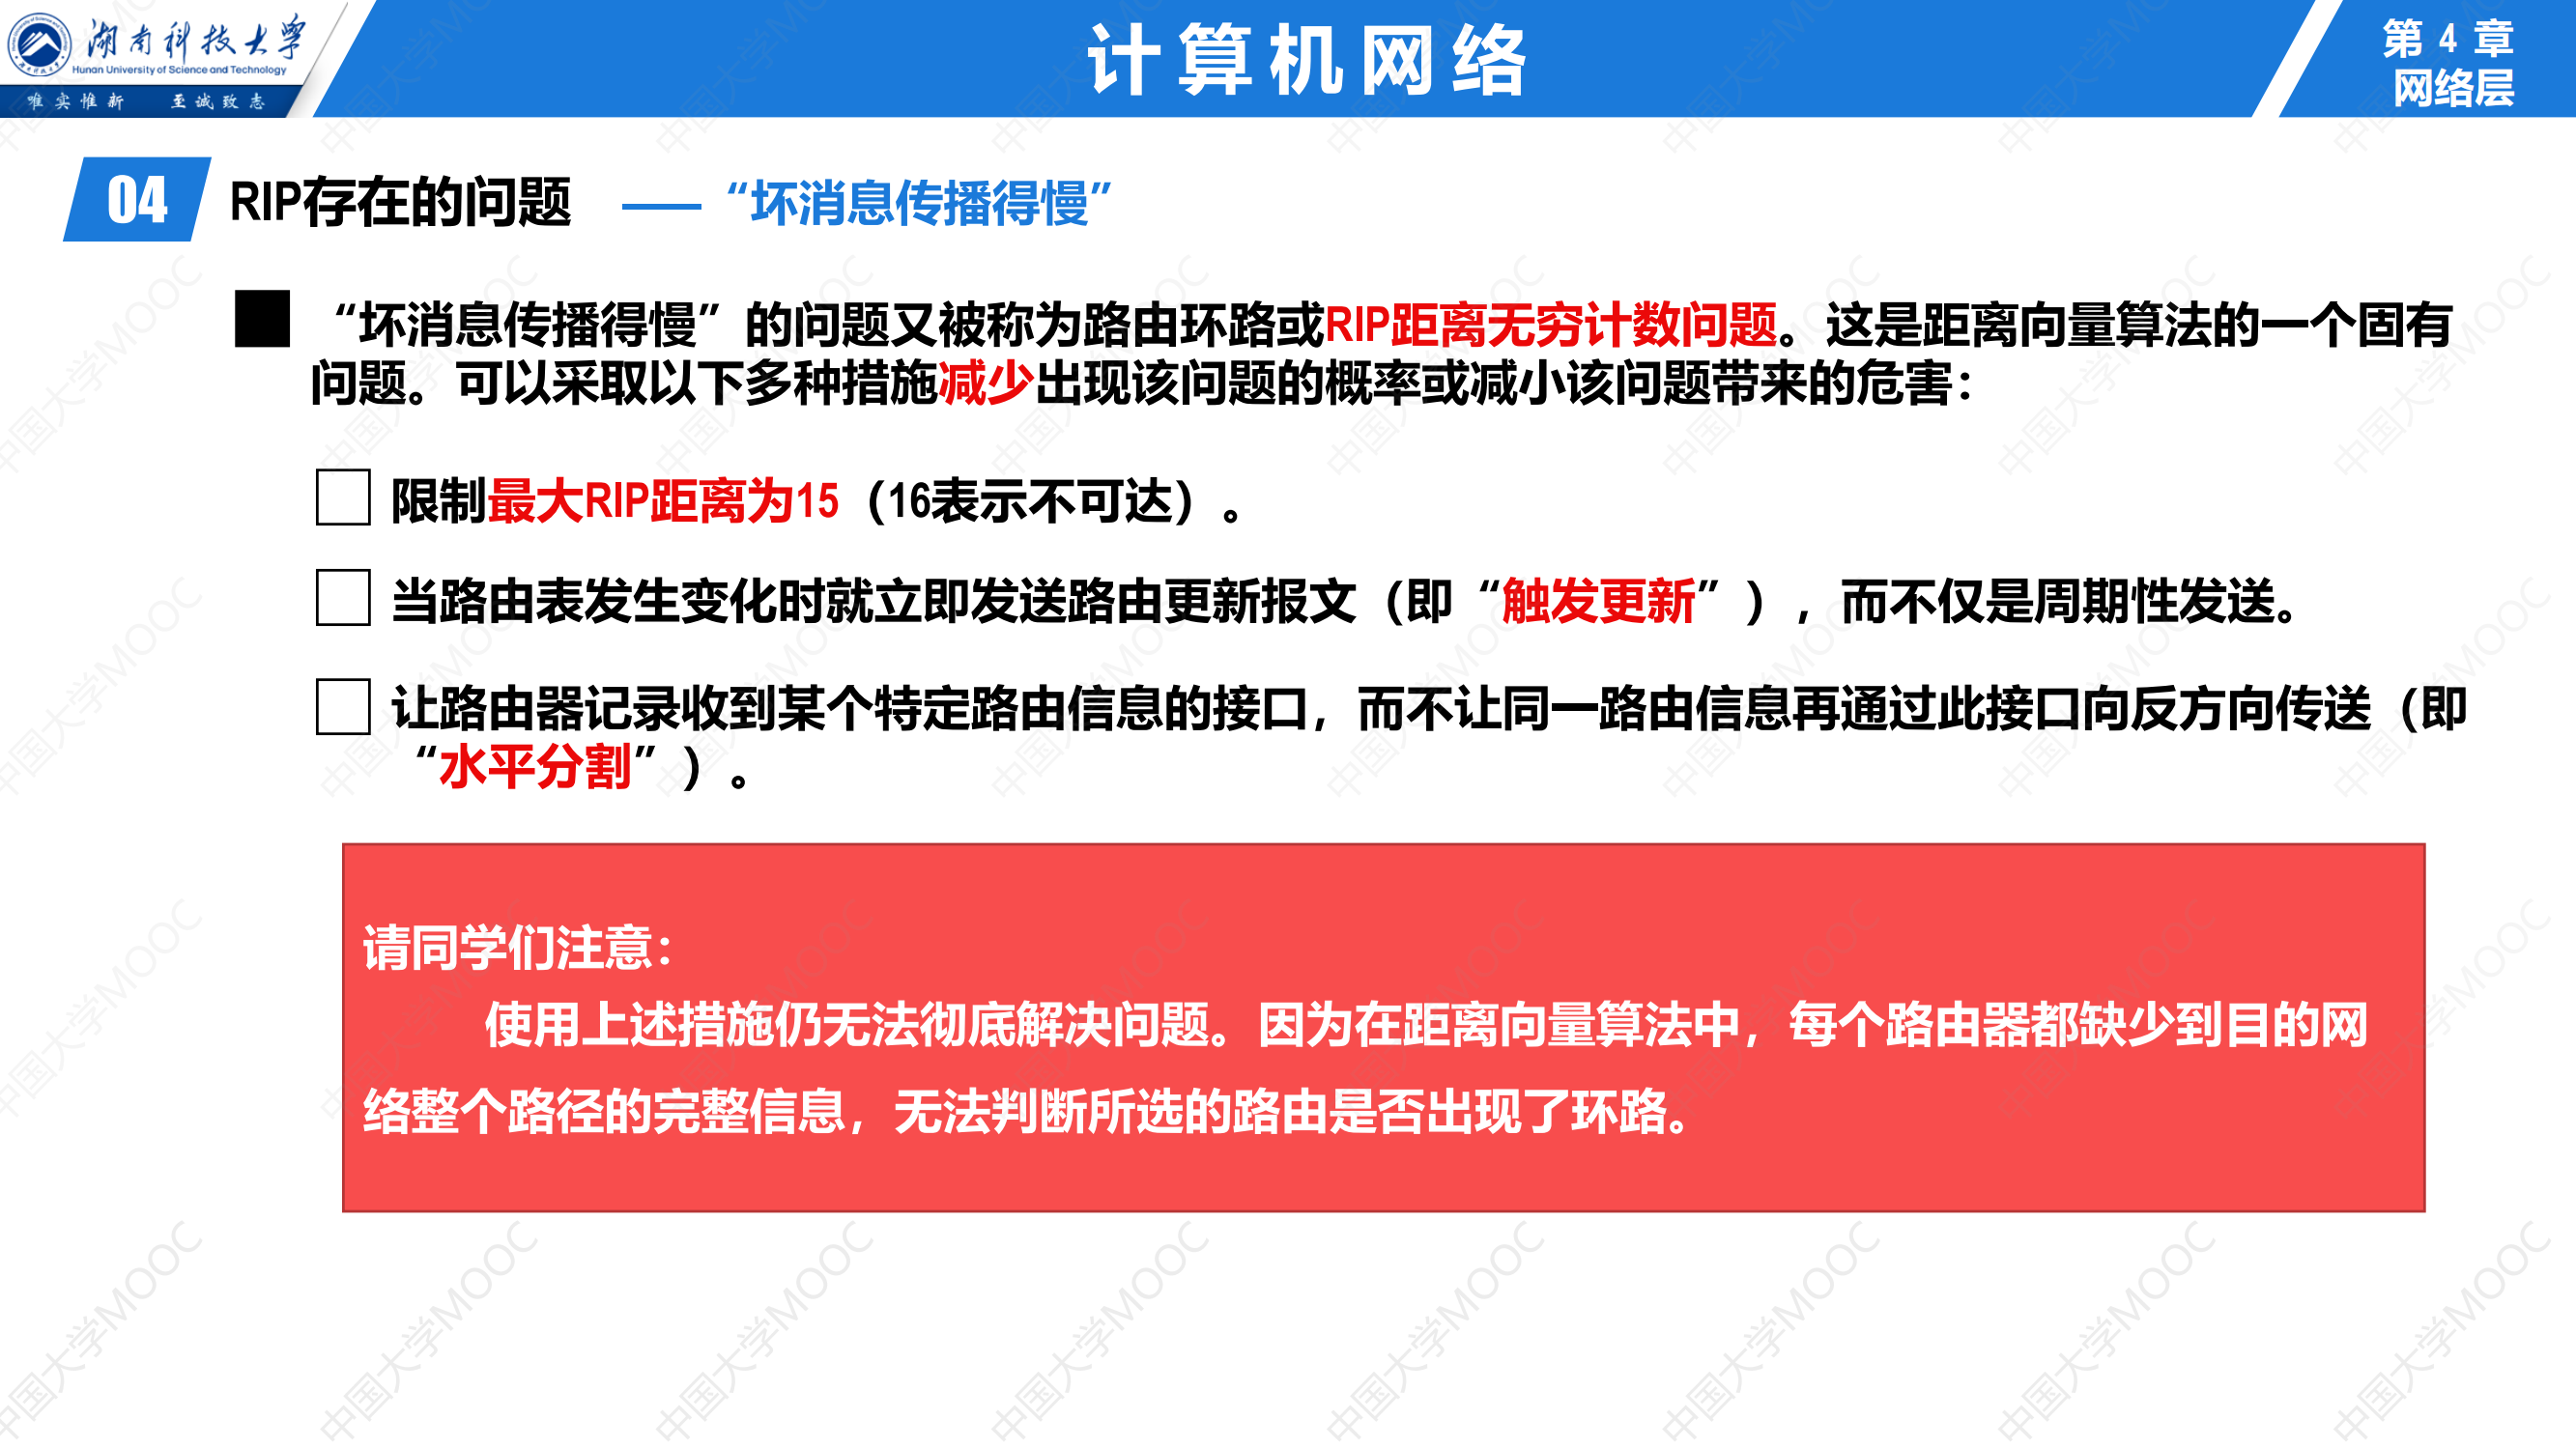 湖南科技大学
Hunan University of Science and Technology
唯实惟新 至诚致志
计算机网络
第 4 章
网络层
04 RIP存在的问题 ——“坏消息传播得慢”
“坏消息传播得慢”的问题又被称为路由环路或RIP距离无穷计数问题。这是距离向量算法的一个固有
问题。可以采取以下多种措施减少出现该问题的概率或减小该问题带来的危害：
限制最大RIP距离为15（16表示不可达）。
当路由表发生变化时就立即发送路由更新报文（即“触发更新”），而不仅是周期性发送。
让路由器记录收到某个特定路由信息的接口，而不让同一路由信息再通过此接口向反方向传送（即
“水平分割”）。
请同学们注意：
使用上述措施仍无法彻底解决问题。因为在距离向量算法中，每个路由器都缺少到目的网
络整个路径的完整信息，无法判断所选的路由是否出现了环路。
中国大学MOOC